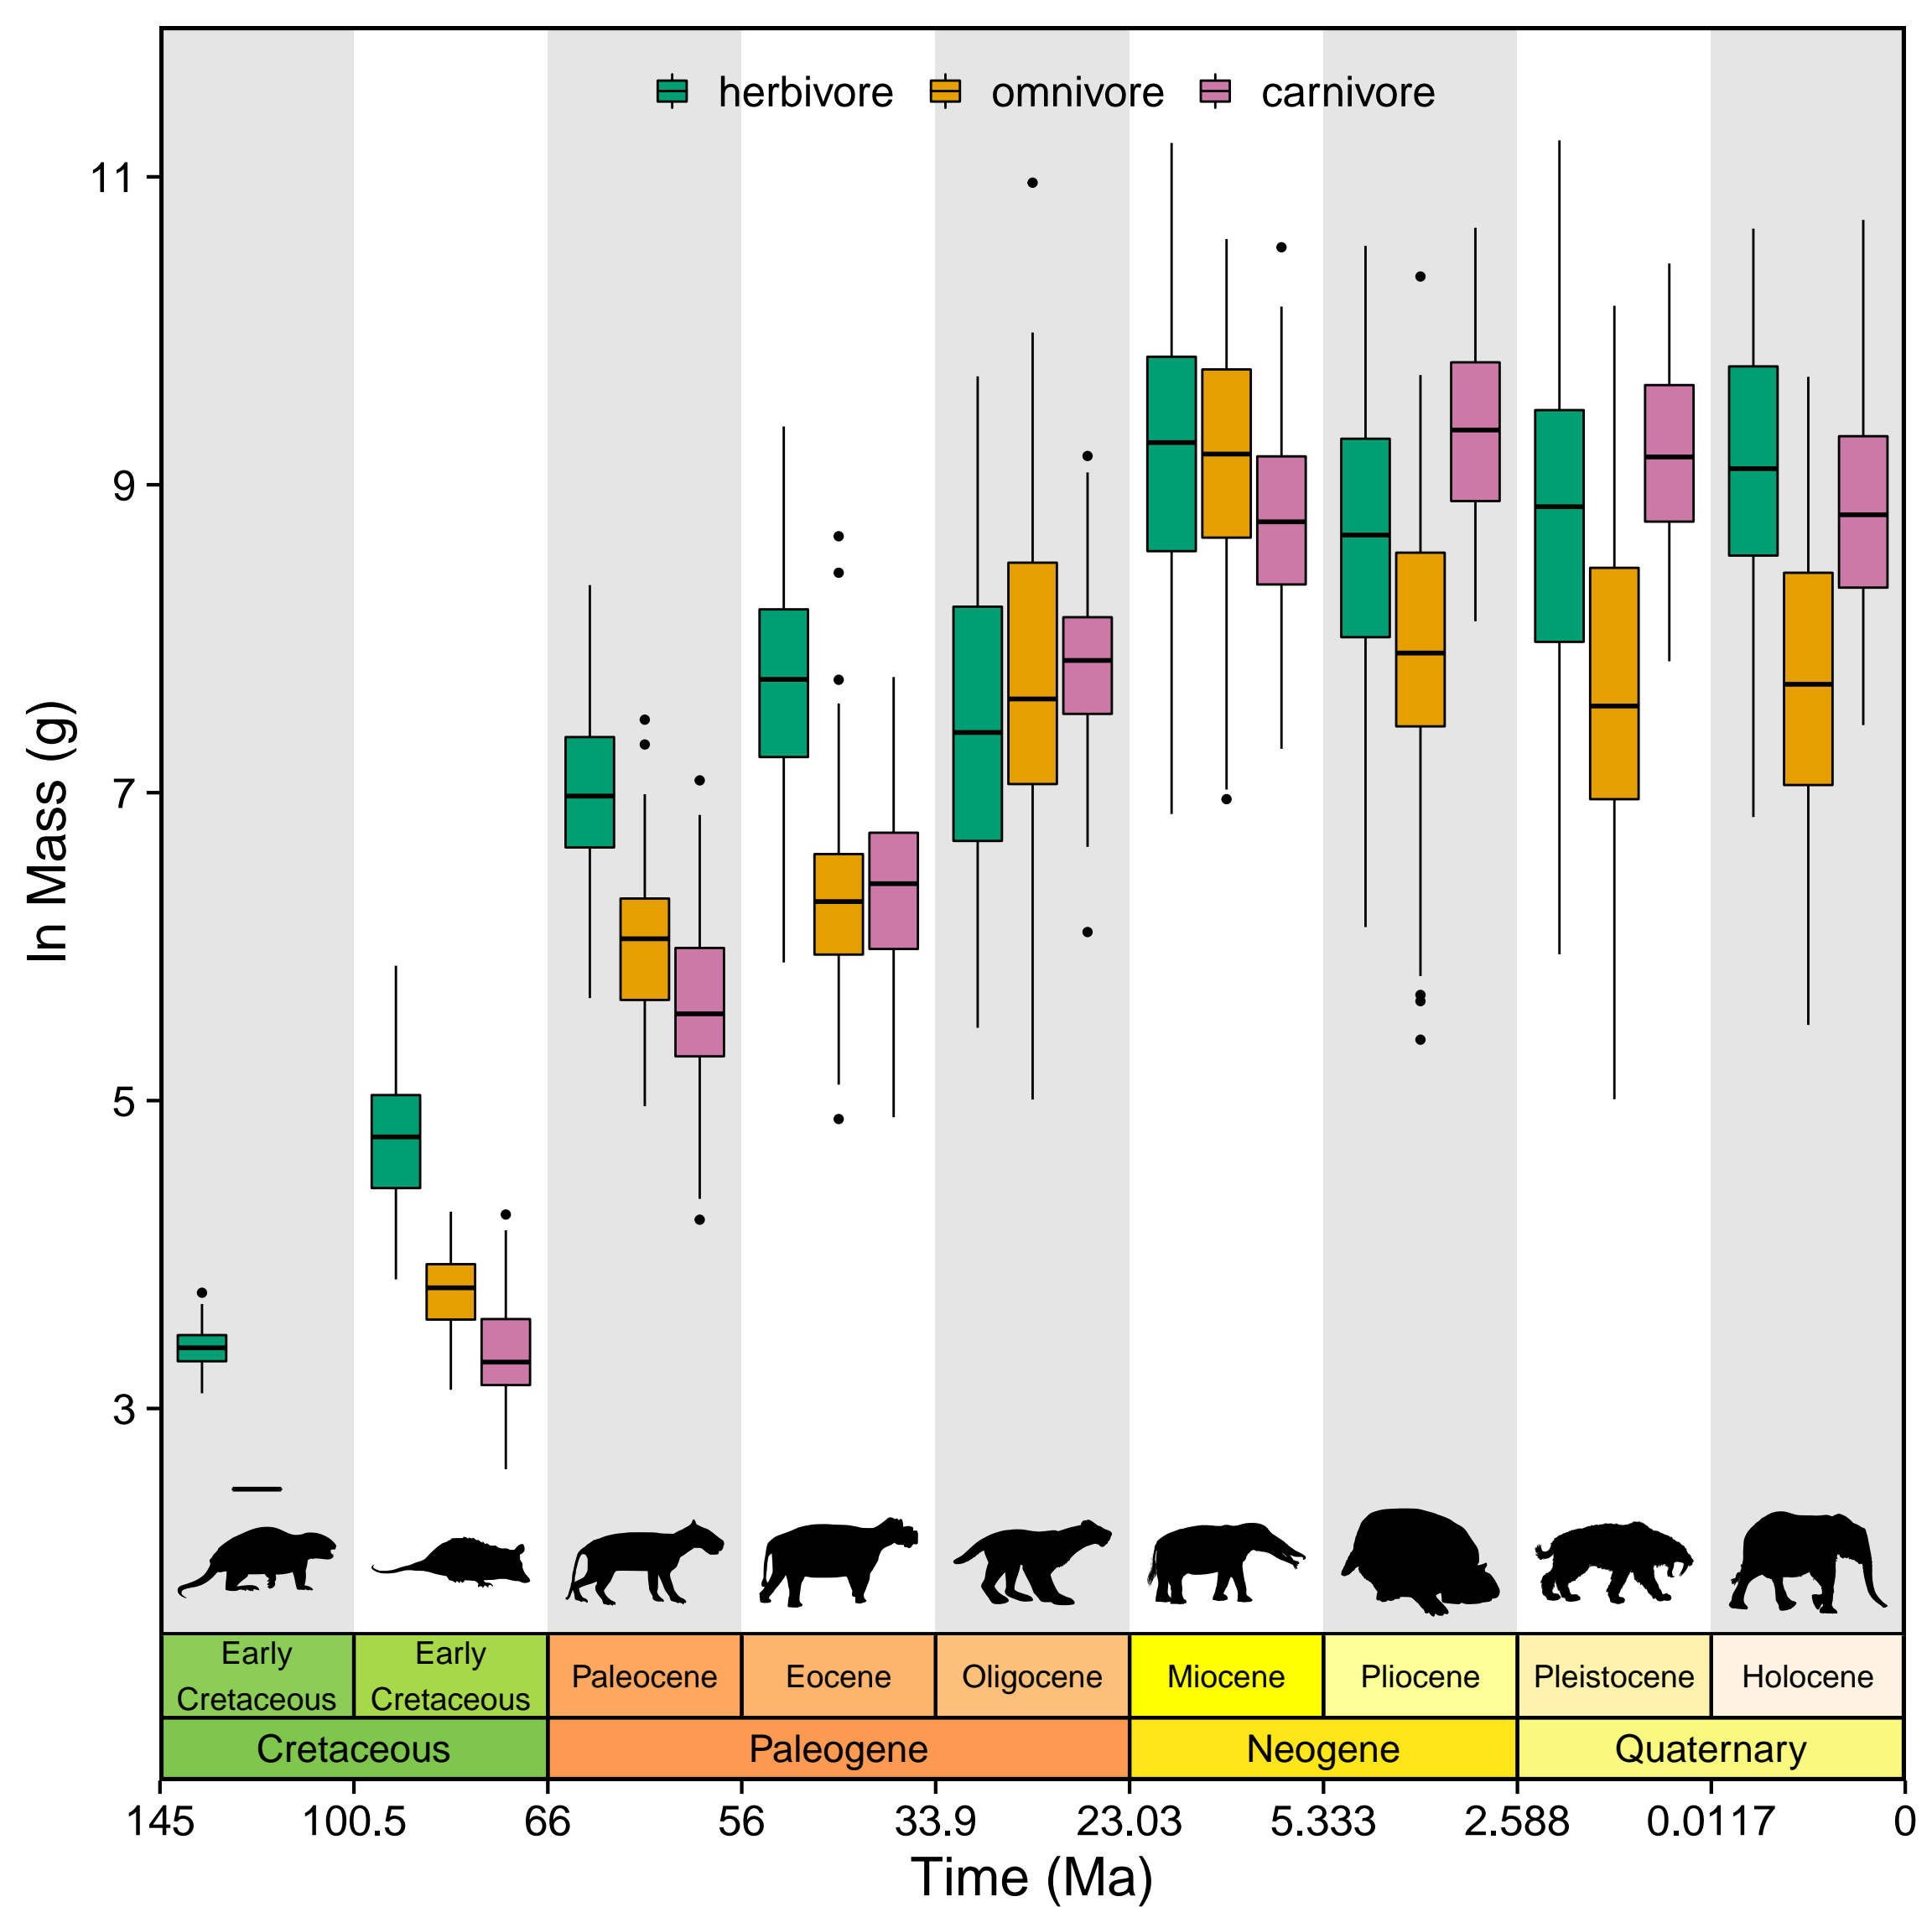 herbivore omnivore carnivore
11
9
7
5
3
ln Mass (g)
Early Cretaceous
Early Cretaceous
Paleocene
Eocene
Oligocene
Miocene
Pliocene
Pleistocene
Holocene
Cretaceous
Paleogene
Neogene
Quaternary
145 100.5 66 56 33.9 23.03 5.333 2.588 0.0117 0
Time (Ma)